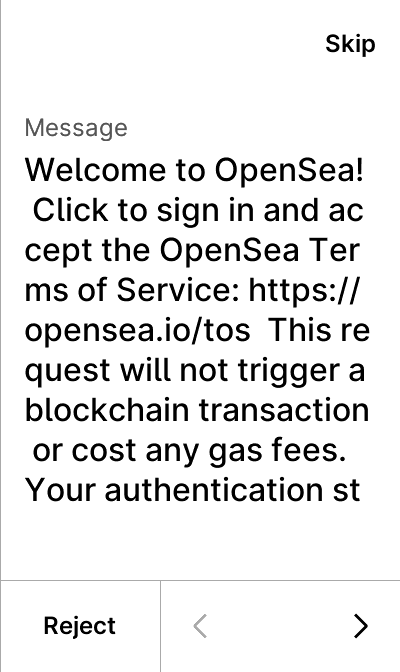 Skip
Message
Welcome to OpenSea!
Click to sign in and ac
cept the OpenSea Ter
ms of Service: https://
opensea.io/tos  This re
quest will not trigger a
blockchain transaction
or cost any gas fees.
Your authentication st
Reject